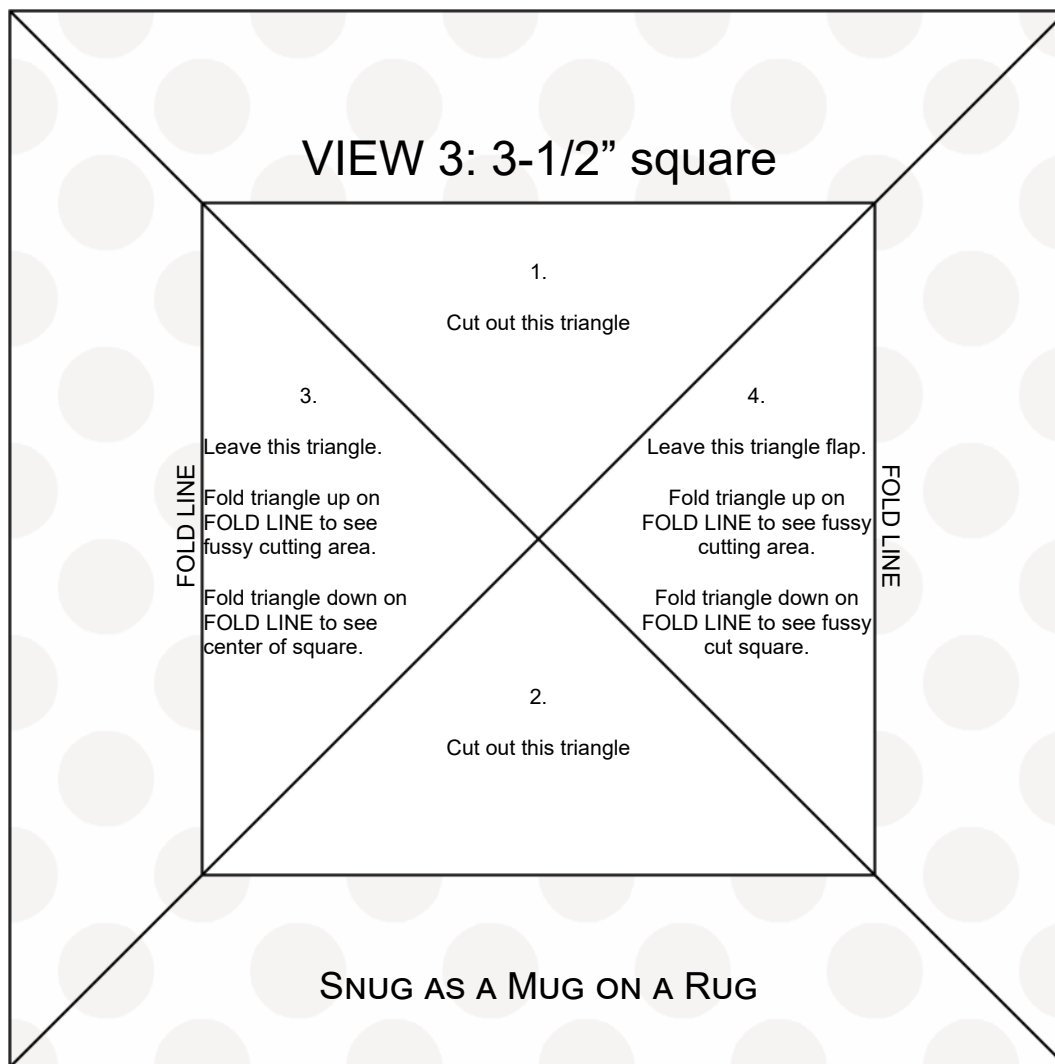 VIEW 3: 3-1/2” square
1.
Cut out this triangle
3.
Leave this triangle.
Fold triangle up on
FOLD LINE to see
fussy cutting area.
Fold triangle down on
FOLD LINE to see
center of square.
FOLD LINE
4.
Leave this triangle flap.
Fold triangle up on
FOLD LINE to see fussy
cutting area.
Fold triangle down on
FOLD LINE to see fussy
cut square.
FOLD LINE
2.
Cut out this triangle
Snug as a Mug on a Rug